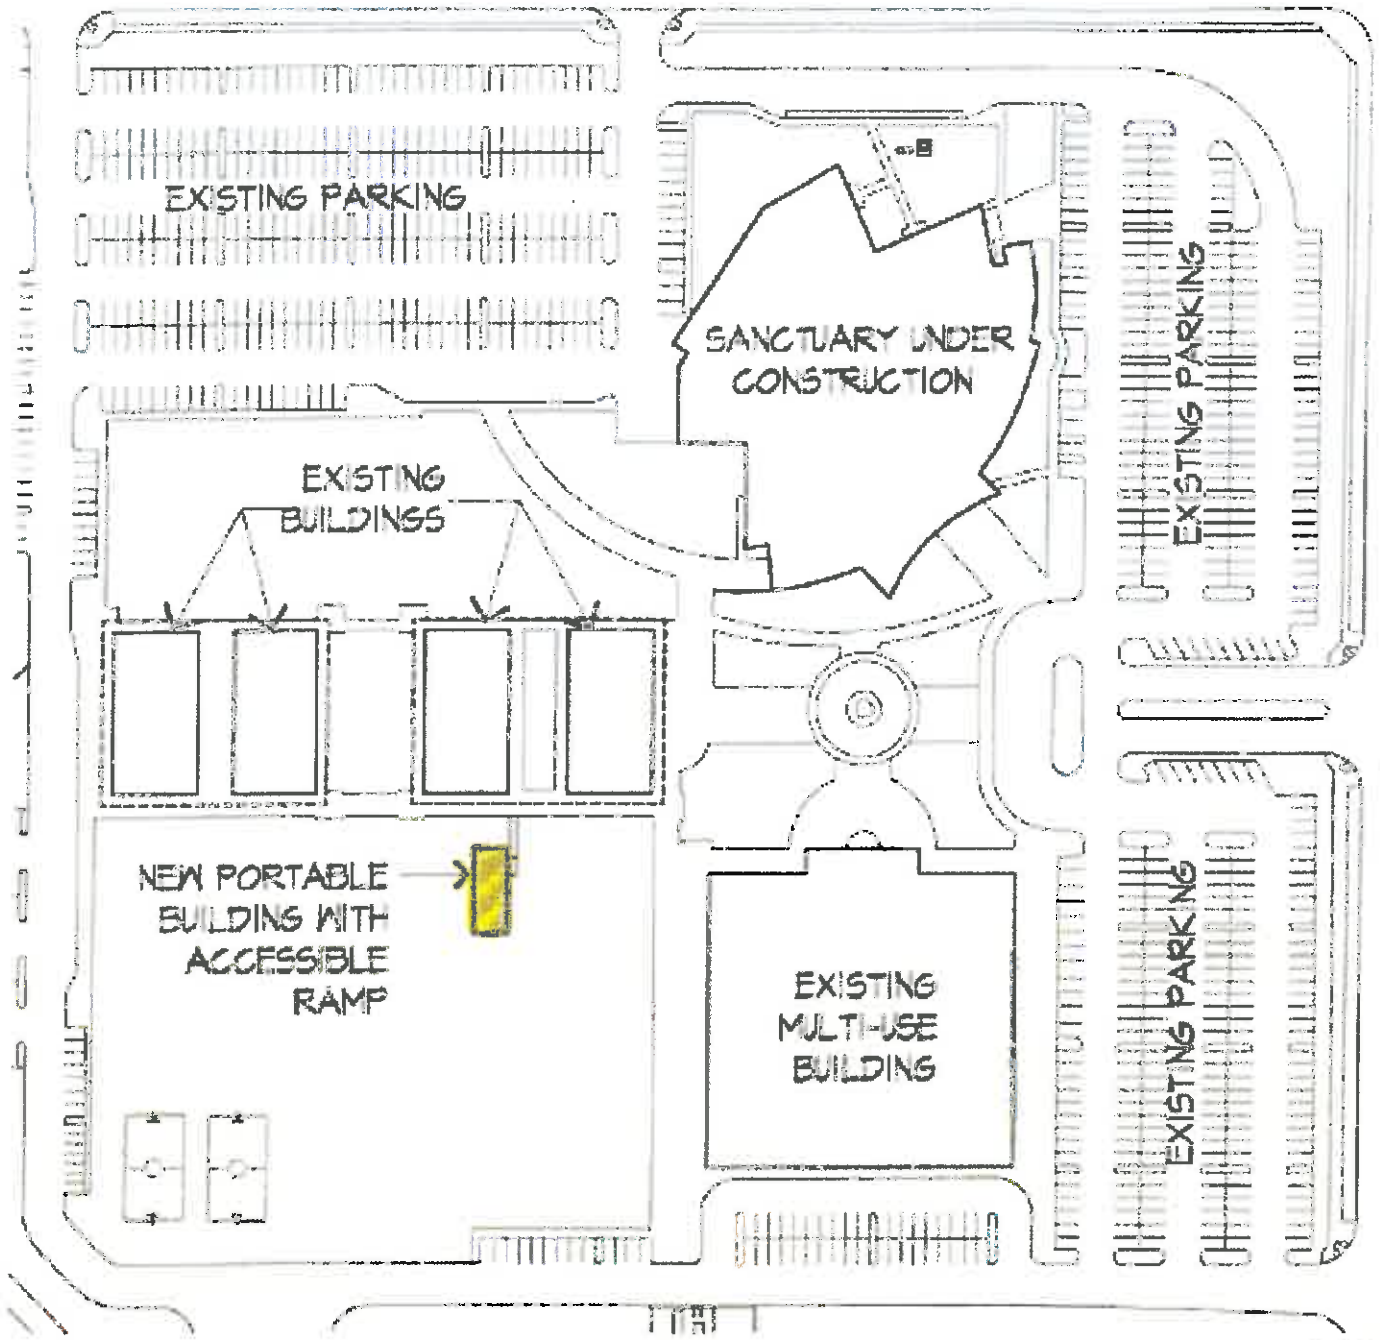 EXISTING PARKING
SANCTUARY UNDER
CONSTRUCTION
EXISTING PARKING
EXISTING
BUILDINGS
NEW PORTABLE
BUILDING WITH
ACCESSIBLE
RAMP
EXISTING
MULTI-USE
BUILDING
EXISTING PARKING